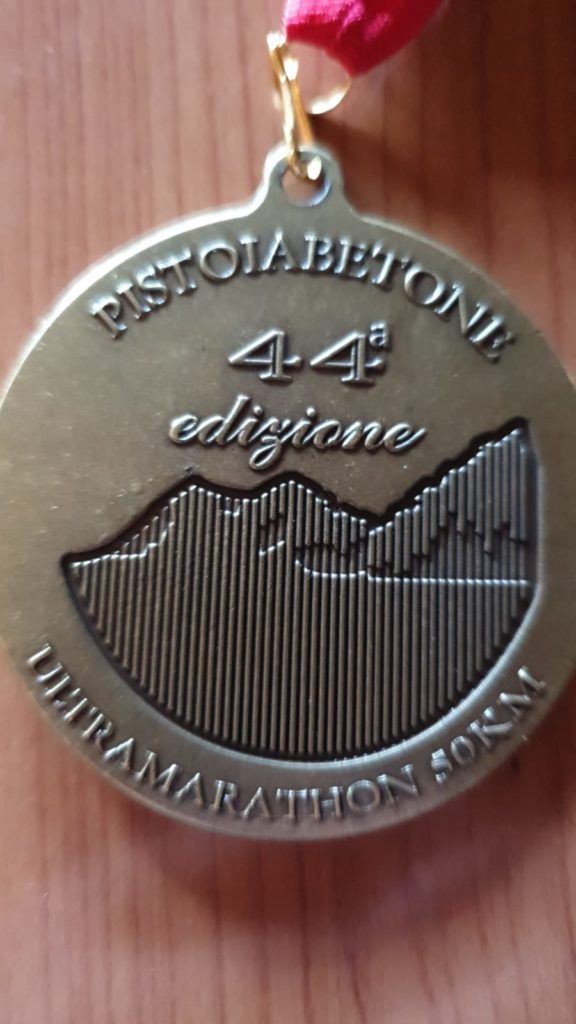 PISTOIABETONE
44ª
edizione
ULTRAMARATHON 50KM